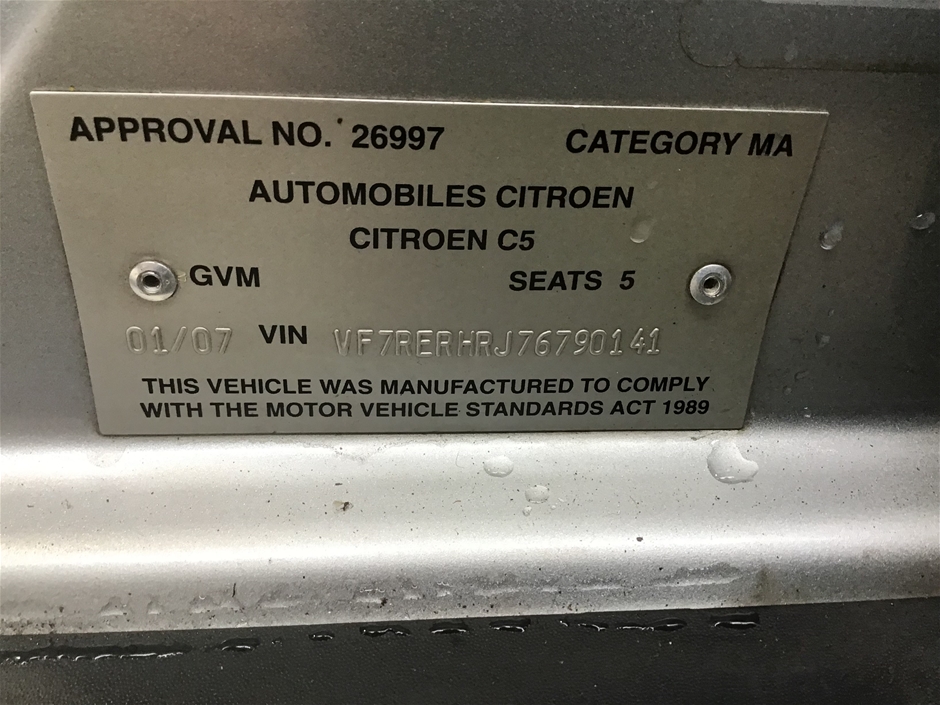 APPROVAL NO. 26997 CATEGORY MA
AUTOMOBILES CITROEN
CITROEN C5
GVM SEATS 5
01/07 VIN VF7RERHRJ76790141
THIS VEHICLE WAS MANUFACTURED TO COMPLY
WITH THE MOTOR VEHICLE STANDARDS ACT 1989